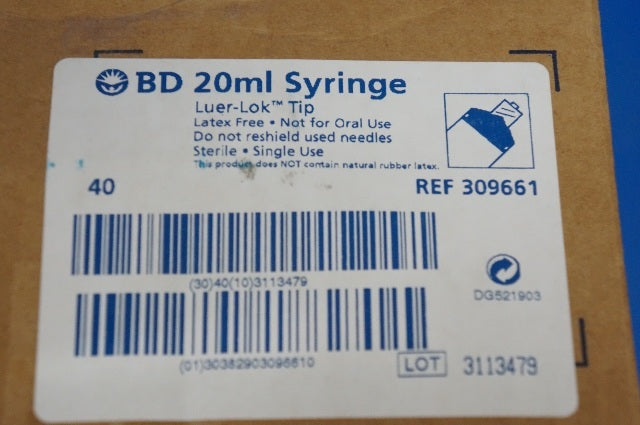 BD 20ml Syringe
Luer-Lok™ Tip
Latex Free • Not for Oral Use
Do not reshield used needles
Sterile • Single Use
This product does NOT contain natural rubber latex.
40
REF 309661
(30)40(10)3113479
DG521903
(01)30382903096610
LOT 3113479